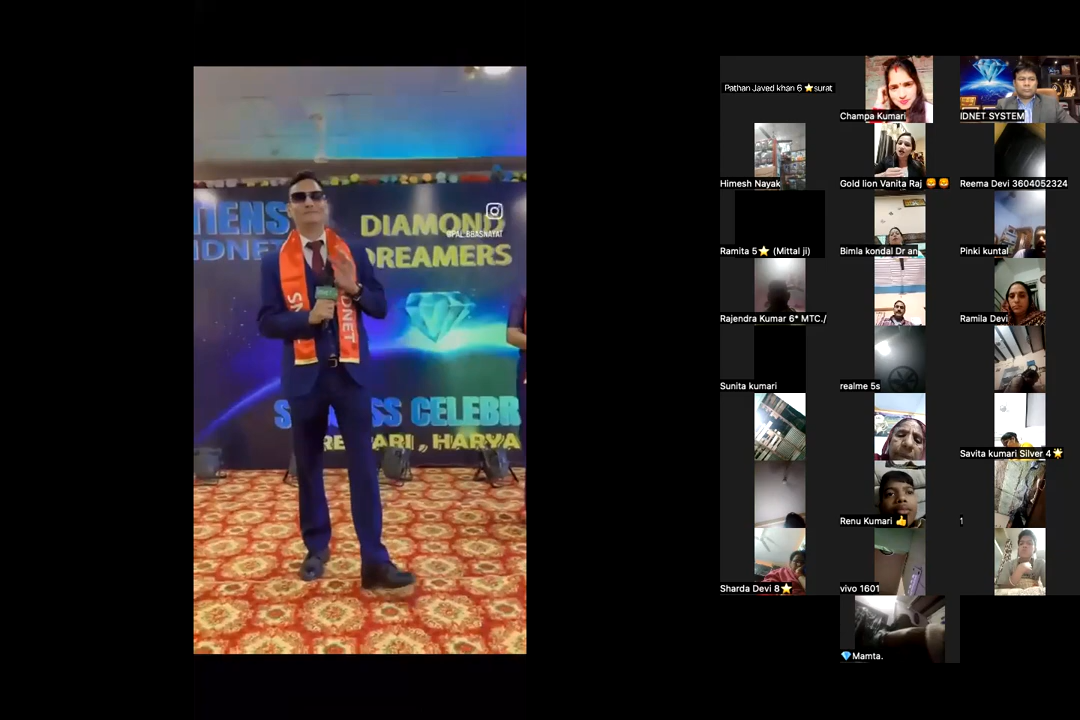 TIENS
IDNET
DIAMOND
DREAMERS
@PAL.BBASNAYAT
IDNET
CELEBR
HARYA
Pathan Javed khan 6 ⭐surat
Champa Kumari
IDNET SYSTEM
Himesh Nayak
Gold lion Vanita Raj 🦁🦁
Reema Devi 3604052324
Ramita 5⭐ (Mittal ji)
Bimla kondal Dr an
Pinki kuntal
Rajendra Kumar 6* MTC./
Ramila Devi
Sunita kumari
realme 5s
Savita kumari Silver 4🌟
Renu Kumari 👍
1
Sharda Devi 8⭐
vivo 1601
💎Mamta.